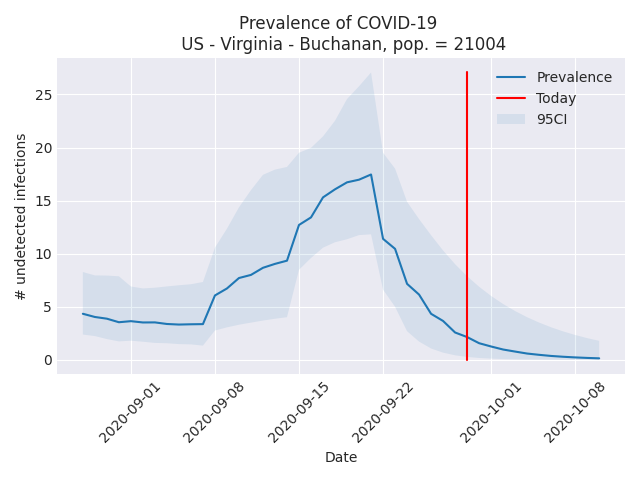 Prevalence of COVID-19
US - Virginia - Buchanan, pop. = 21004
Prevalence
Today
95CI
# undetected infections
25
20
15
10
5
0
2020-09-01
2020-09-08
2020-09-15
2020-09-22
2020-10-01
2020-10-08
Date